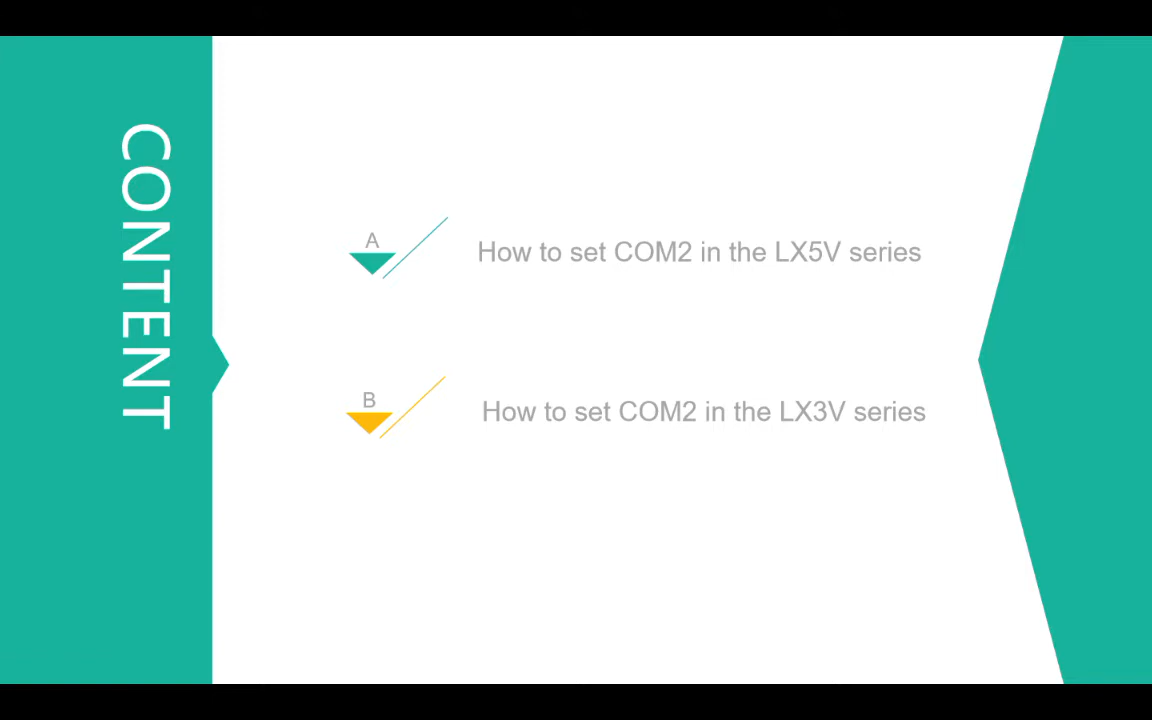 CONTENT
A
How to set COM2 in the LX5V series
B
How to set COM2 in the LX3V series